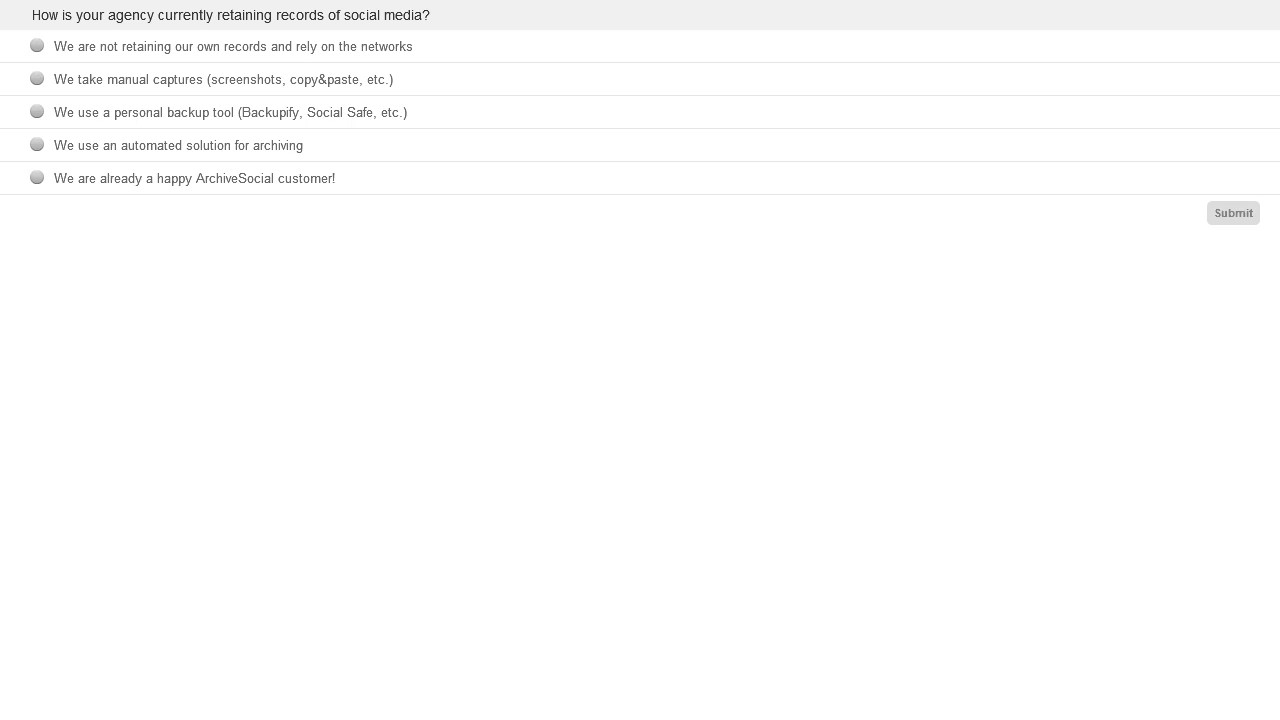 How is your agency currently retaining records of social media?
We are not retaining our own records and rely on the networks
We take manual captures (screenshots, copy&paste, etc.)
We use a personal backup tool (Backupify, Social Safe, etc.)
We use an automated solution for archiving
We are already a happy ArchiveSocial customer!
Submit